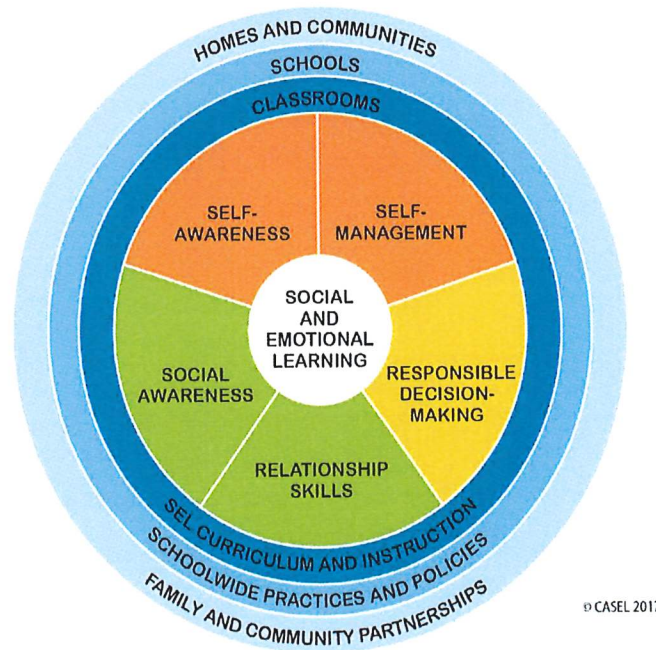 HOMES AND COMMUNITIES
SCHOOLS
CLASSROOMS
SELF-
AWARENESS
SELF-
MANAGEMENT
SOCIAL
AND
EMOTIONAL
LEARNING
SOCIAL
AWARENESS
RESPONSIBLE
DECISION-
MAKING
RELATIONSHIP
SKILLS
SEL CURRICULUM AND INSTRUCTION
SCHOOLWIDE PRACTICES AND POLICIES
FAMILY AND COMMUNITY PARTNERSHIPS
© CASEL 2017